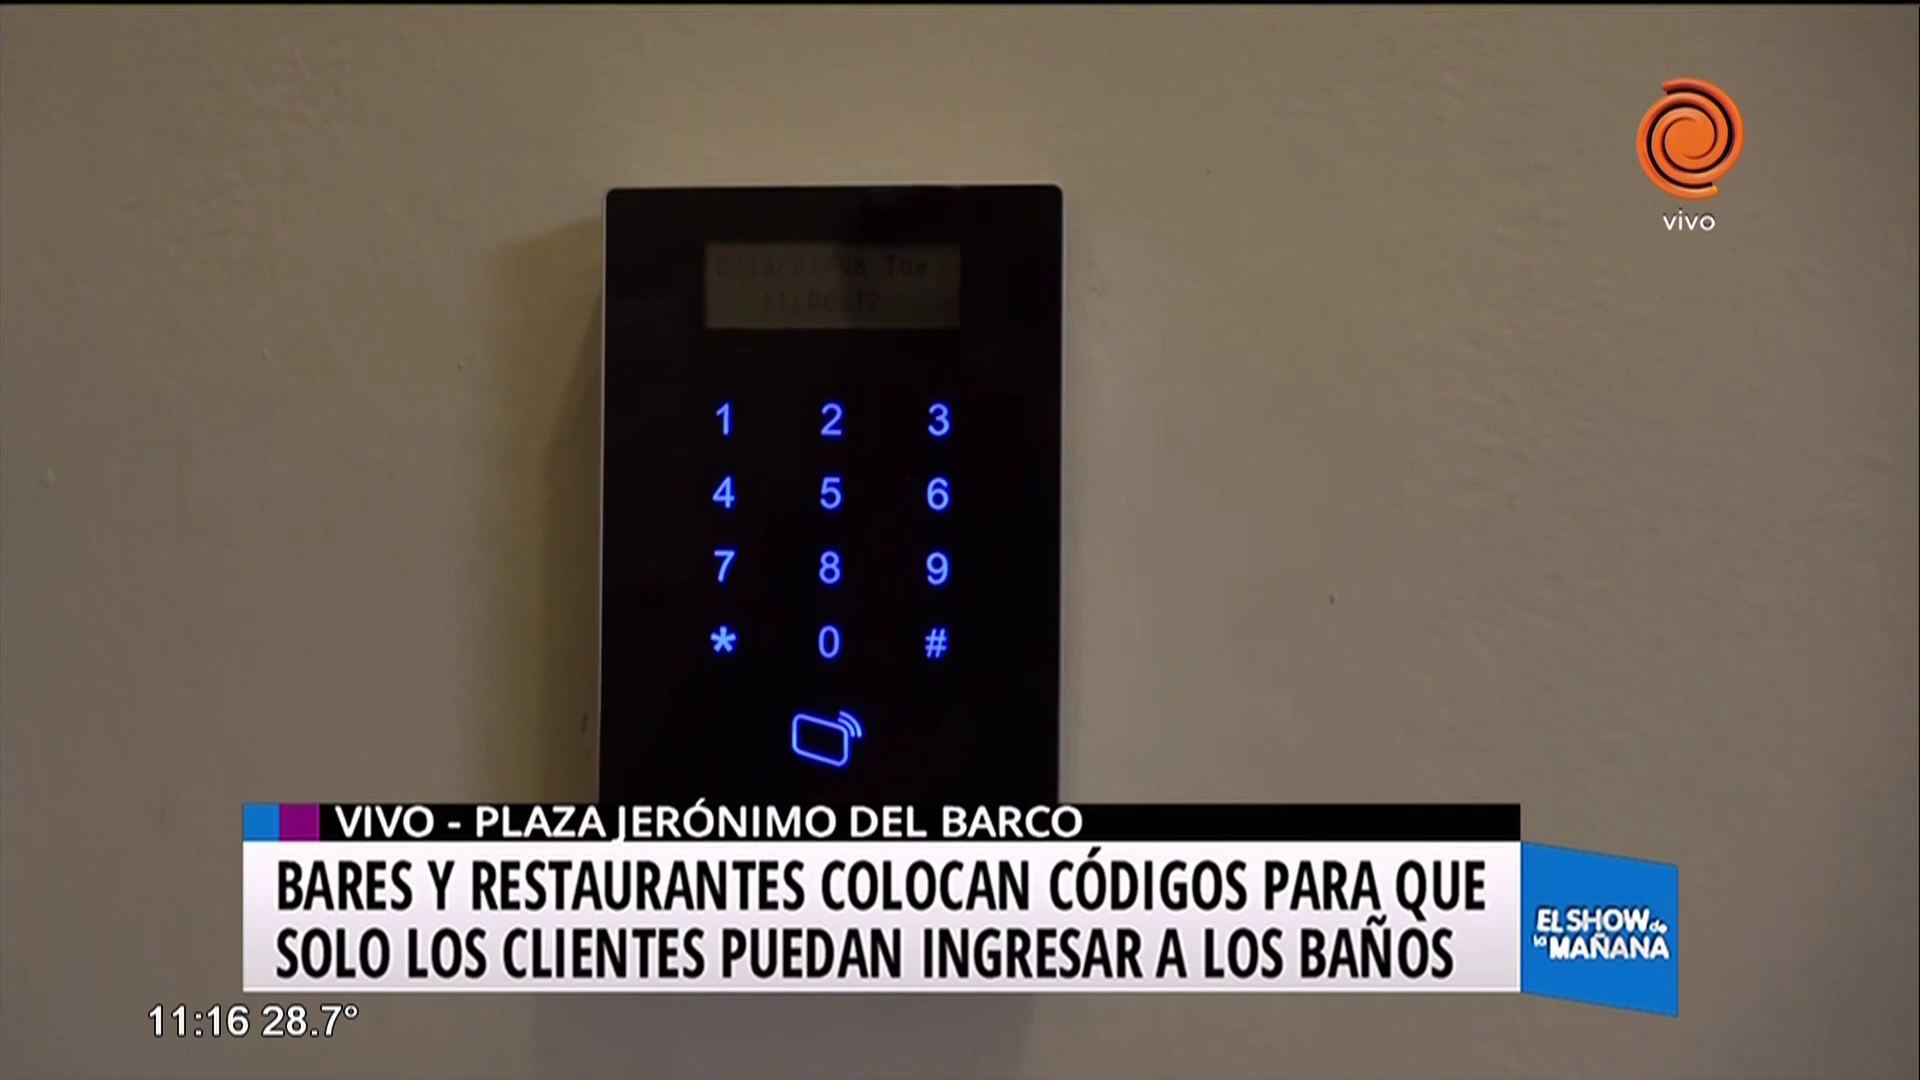 vivo
Tue
1 2 3
4 5 6
7 8 9
* 0 #
VIVO - PLAZA JERÓNIMO DEL BARCO
BARES Y RESTAURANTES COLOCAN CÓDIGOS PARA QUE
SOLO LOS CLIENTES PUEDAN INGRESAR A LOS BAÑOS
EL SHOW de
la MAÑANA
11:16 28.7°